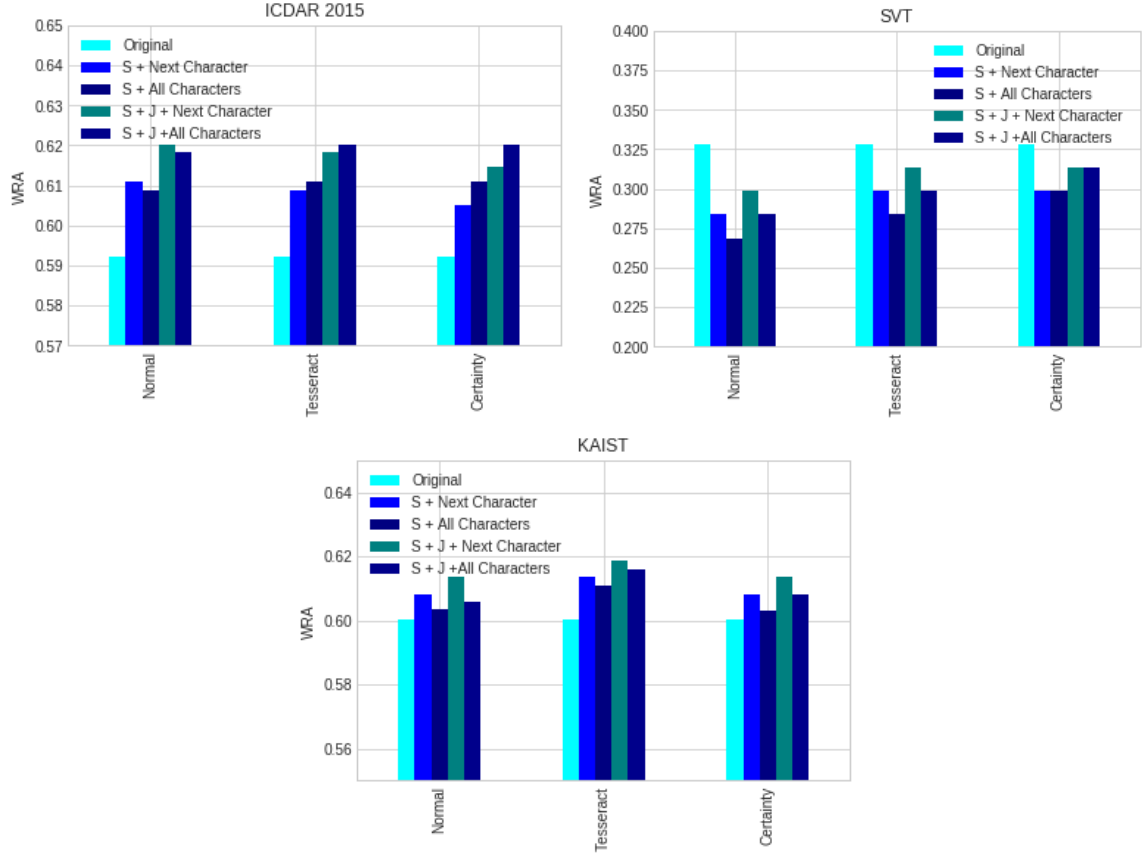 ICDAR 2015
0.65
0.64
0.63
0.62
0.61
0.60
0.59
0.58
0.57
WRA
Original
S + Next Character
S + All Characters
S + J + Next Character
S + J +All Characters
Normal
Tesseract
Certainty
SVT
0.400
0.375
0.350
0.325
0.300
0.275
0.250
0.225
0.200
WRA
Original
S + Next Character
S + All Characters
S + J + Next Character
S + J +All Characters
Normal
Tesseract
Certainty
KAIST
0.64
0.62
0.60
0.58
0.56
WRA
Original
S + Next Character
S + All Characters
S + J + Next Character
S + J +All Characters
Normal
Tesseract
Certainty